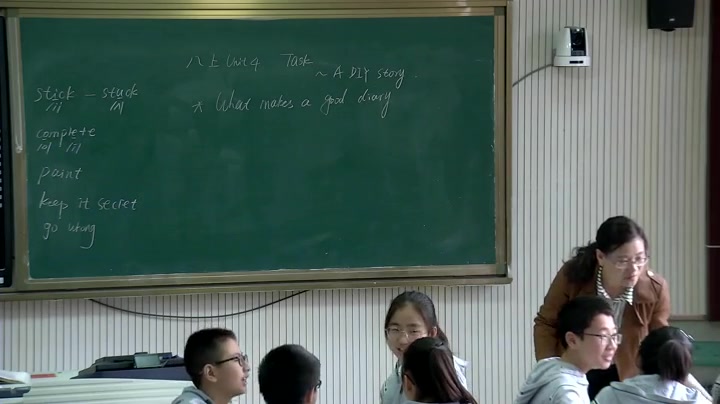 八上 Unit 4 Task
~ A DIY story.
* What makes a good diary
stick - stuck
/ɪ/ /ʌ/
complete
/ə/ /iː/
paint
keep it secret
go wrong